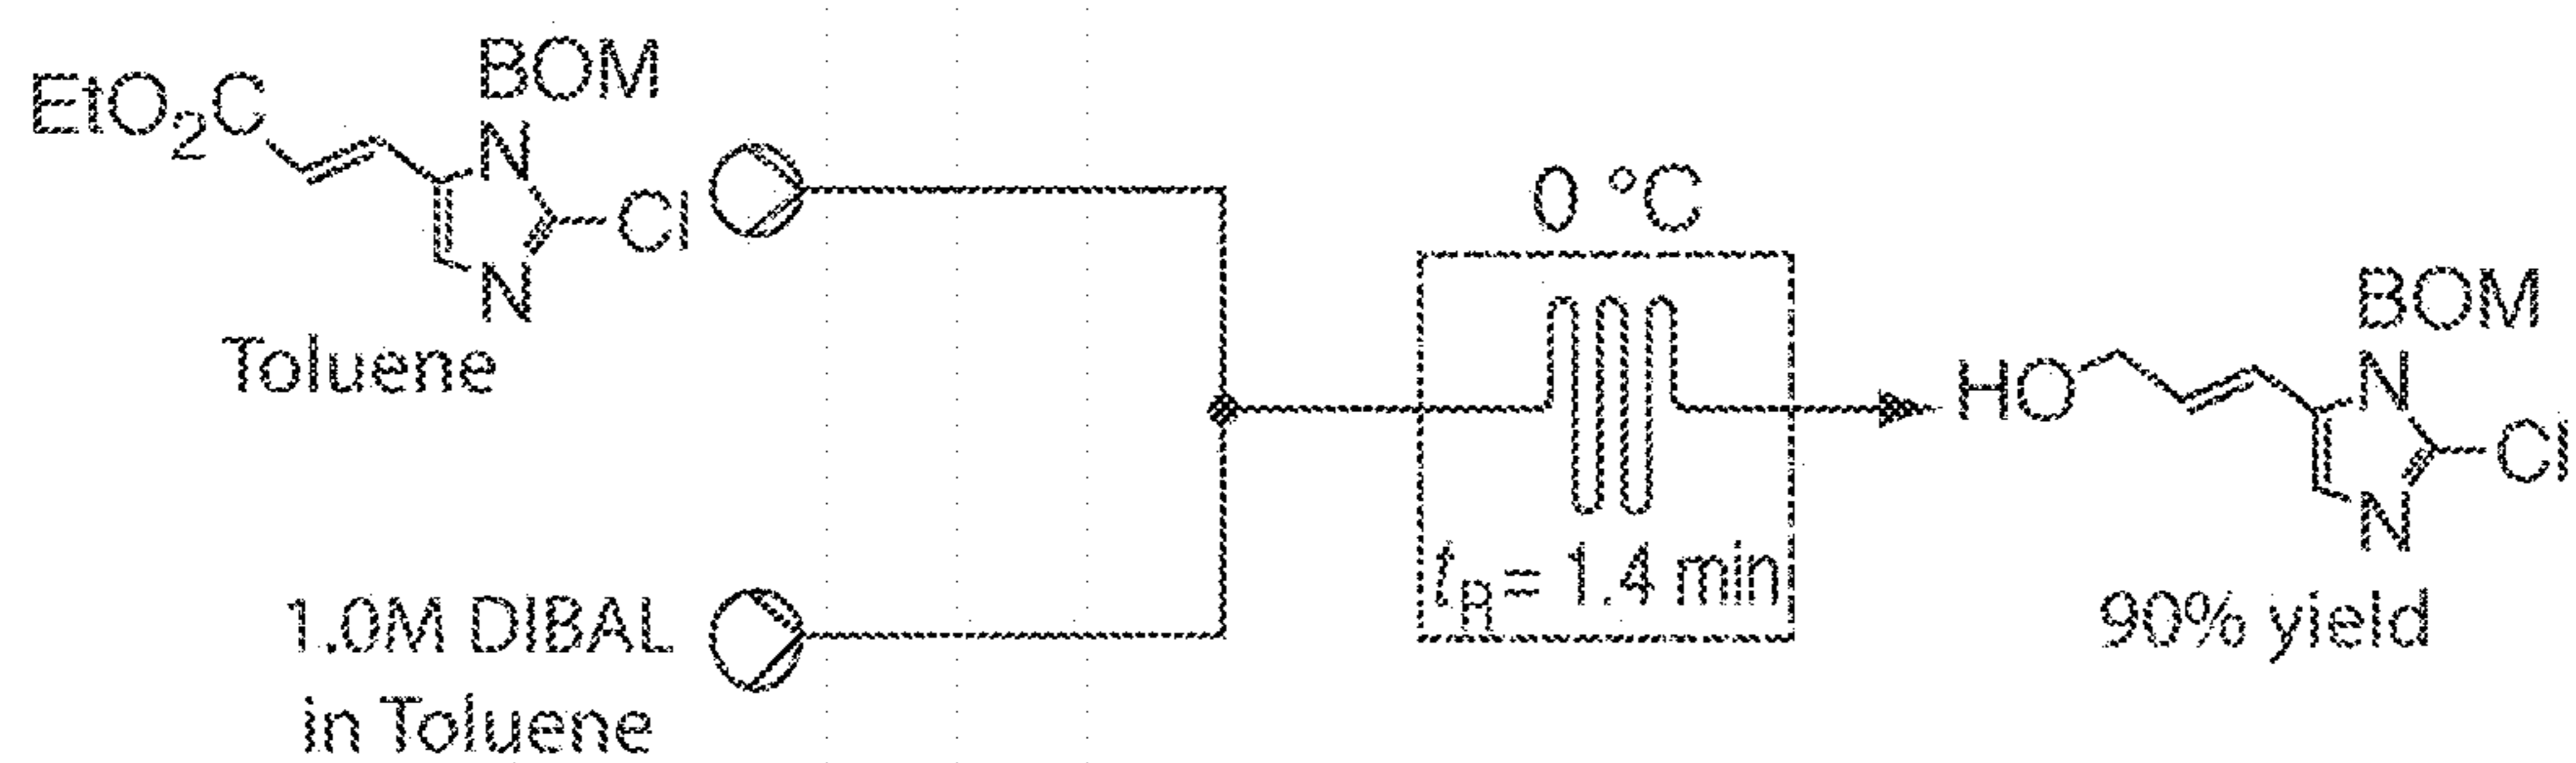 EtO₂C
BOM
N
Cl
N
Toluene
1.0M DIBAL
in Toluene
0 °C
tR = 1.4 min
HO
BOM
N
Cl
N
90% yield